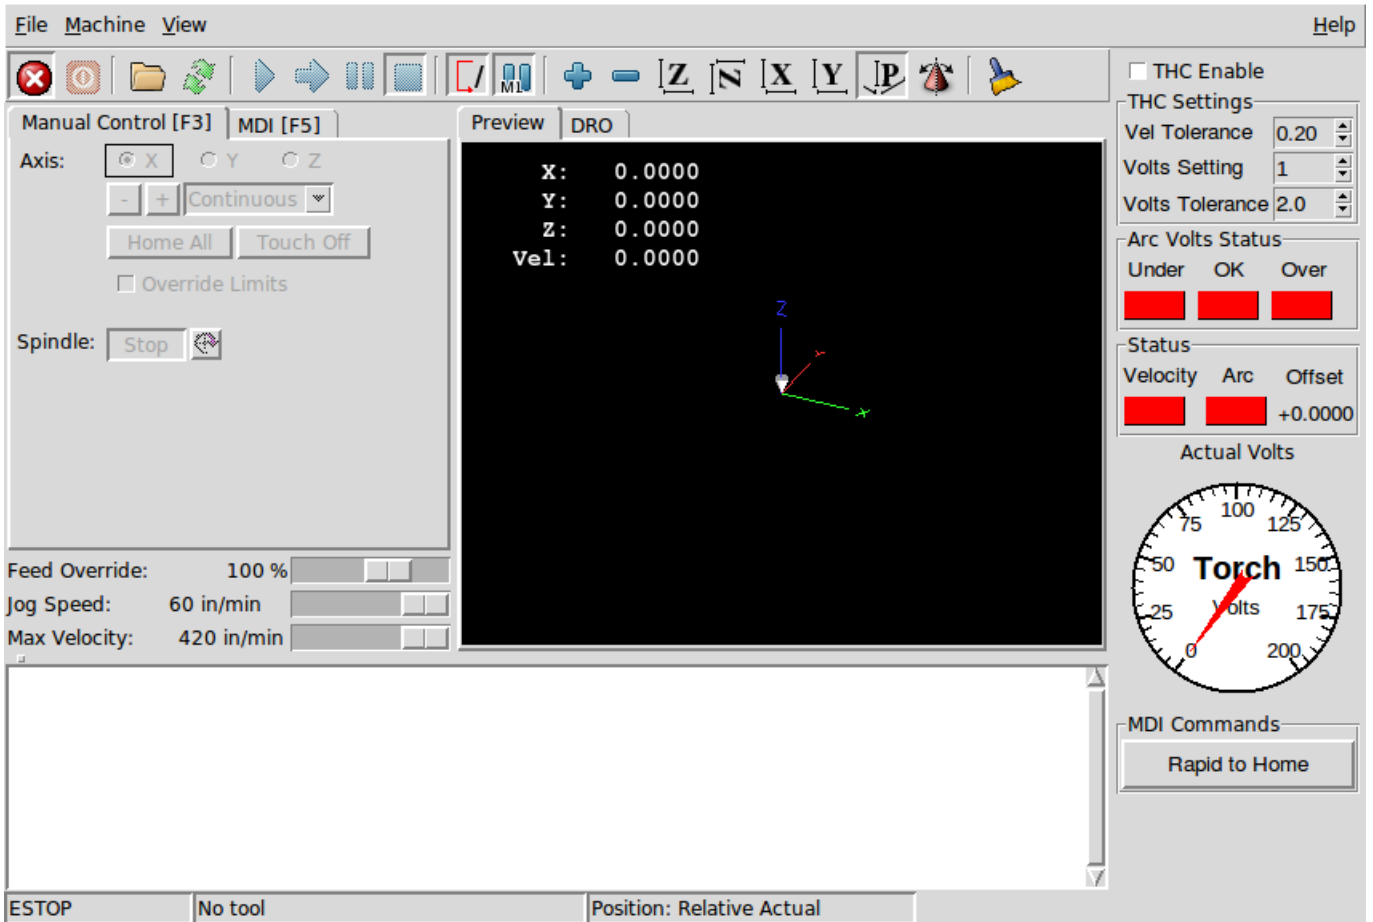 File Machine View Help
THC Enable
Manual Control [F3] MDI [F5]
Axis: X Y Z
- + Continuous
Home All Touch Off
Override Limits
Spindle: Stop
Feed Override: 100 %
Jog Speed: 60 in/min
Max Velocity: 420 in/min
Z N X Y P
M1
Preview DRO
X: 0.0000
Y: 0.0000
Z: 0.0000
Vel: 0.0000
Z
Y
X
THC Settings
Vel Tolerance 0.20
Volts Setting 1
Volts Tolerance 2.0
Arc Volts Status
Under OK Over
Status
Velocity Arc Offset
+0.0000
Actual Volts
0 25 50 75 100 125 150 175 200
Torch
Volts
MDI Commands
Rapid to Home
ESTOP No tool Position: Relative Actual